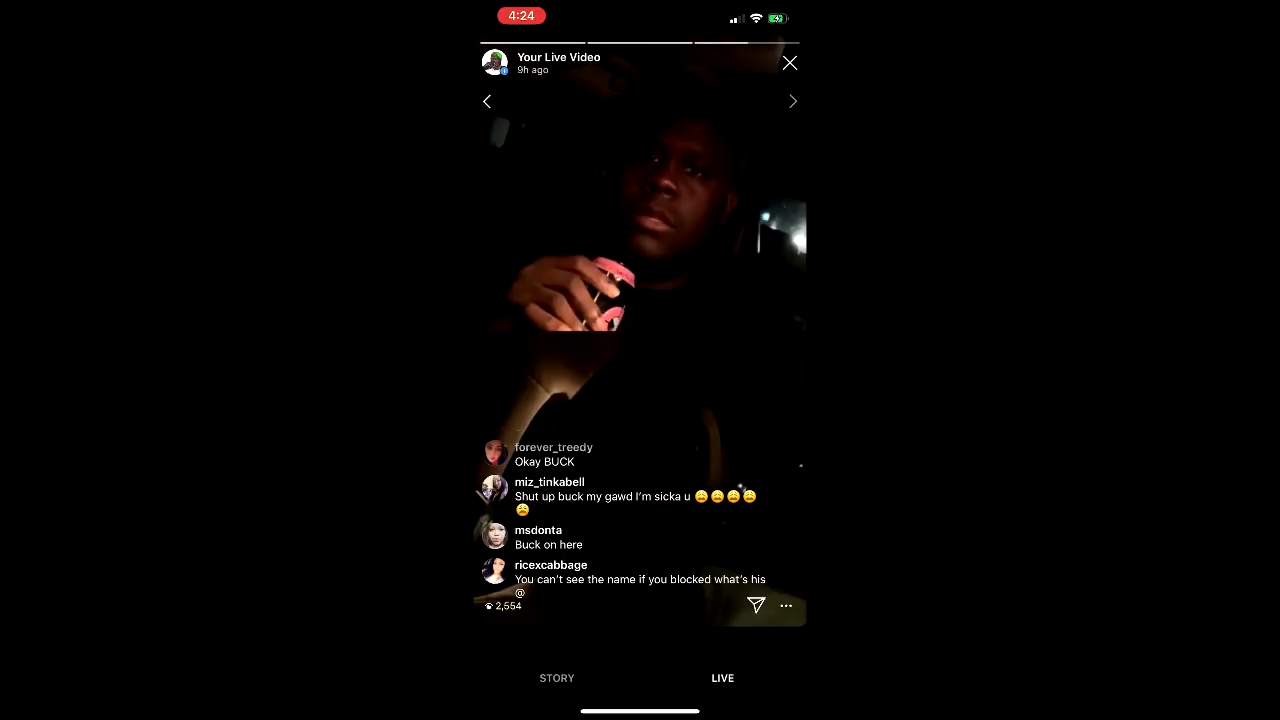 4:24
Your Live Video
9h ago
forever_treedy
Okay BUCK
miz_tinkabell
Shut up buck my gawd I'm sicka u 😩😩😩😩
😩
msdonta
Buck on here
ricexcabbage
You can't see the name if you blocked what's his
@
2,554
STORY
LIVE